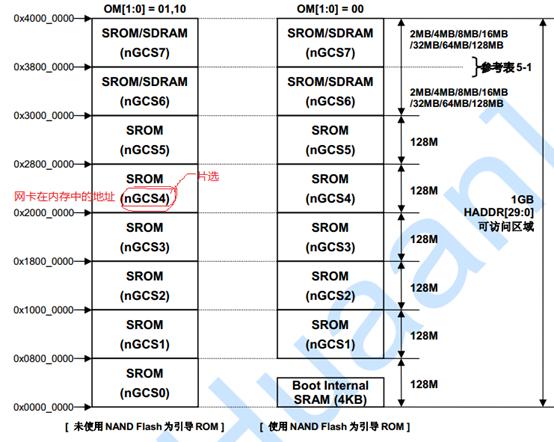 OM[1:0] = 01,10
OM[1:0] = 00
0x4000_0000
SROM/SDRAM
(nGCS7)
SROM/SDRAM
(nGCS7)
2MB/4MB/8MB/16MB
/32MB/64MB/128MB
0x3800_0000
参考表5-1
SROM/SDRAM
(nGCS6)
SROM/SDRAM
(nGCS6)
2MB/4MB/8MB/16MB
/32MB/64MB/128MB
0x3000_0000
SROM
(nGCS5)
SROM
(nGCS5)
128M
0x2800_0000
SROM
(nGCS4)
片选
网卡在内存中的地址
SROM
(nGCS4)
128M
1GB
HADDR[29:0]
可访问区域
0x2000_0000
SROM
(nGCS3)
SROM
(nGCS3)
128M
0x1800_0000
SROM
(nGCS2)
SROM
(nGCS2)
128M
0x1000_0000
SROM
(nGCS1)
SROM
(nGCS1)
128M
0x0800_0000
SROM
(nGCS0)
Boot Internal
SRAM (4KB)
128M
0x0000_0000
[ 未使用 NAND Flash 为引导 ROM ]
[ 使用 NAND Flash 为引导 ROM ]
Huaanl